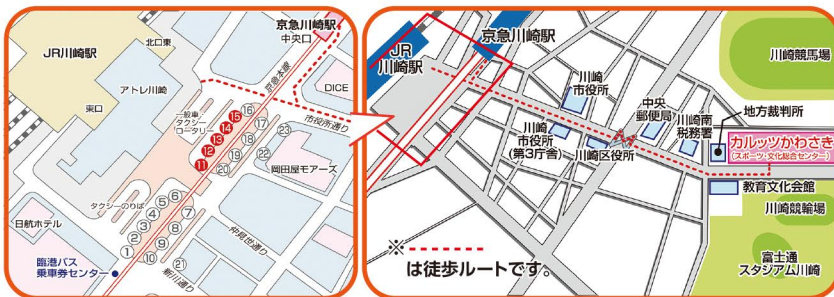 JR川崎駅
北口東
東口
アトレ川崎
京急川崎駅
中央口
京急本線
DICE
市役所通り
一般車
タクシー
ロータリー
⑮
⑭
⑬
⑫
⑪
⑯
⑰
⑱
⑲
⑳
㉓
㉒
岡田屋モアーズ
タクシーのりば
⑥
⑤
④
③
②
①
⑦
⑧
⑨
⑩
㉑
仲見世通り
新川通り
日航ホテル
臨港バス
乗車券センター
JR
川崎駅
京急川崎駅
川崎
市役所
川崎
市役所
(第3庁舎)
川崎区役所
中央
郵便局
川崎南
税務署
地方裁判所
カルッツかわさき
(スポーツ・文化総合センター)
教育文化会館
川崎競馬場
川崎競輪場
富士通
スタジアム川崎
※
は徒歩ルートです。